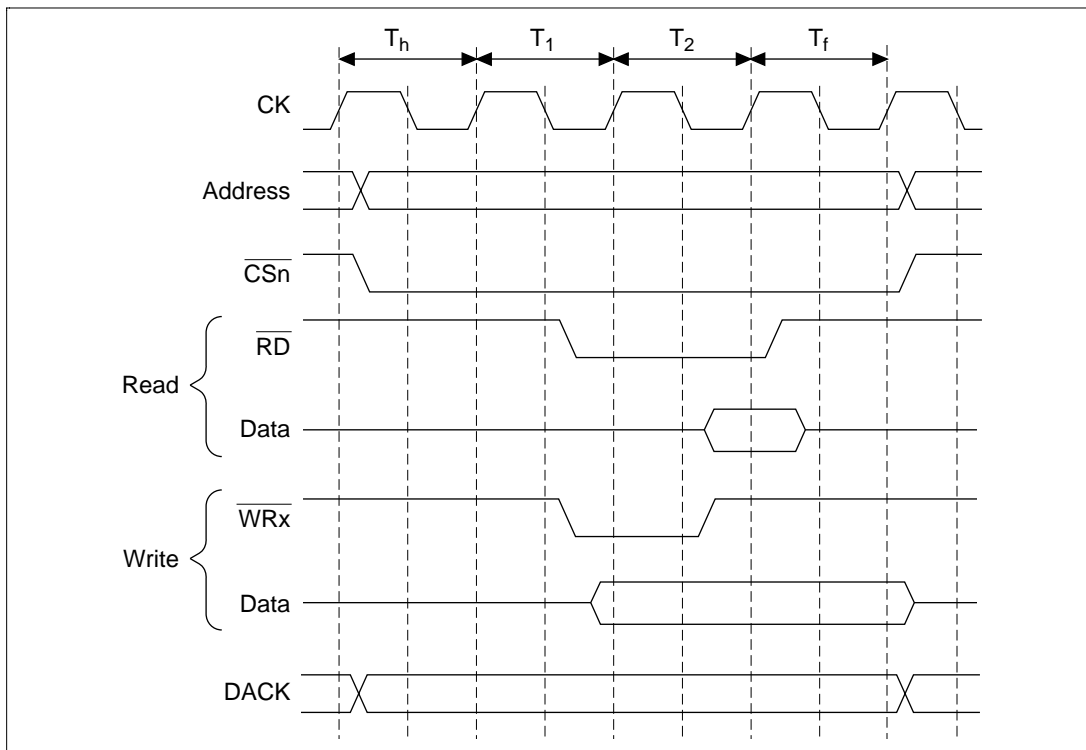 Th T1 T2 Tf
CK
Address
CSn
RD
Read
Data
WRx
Write
Data
DACK